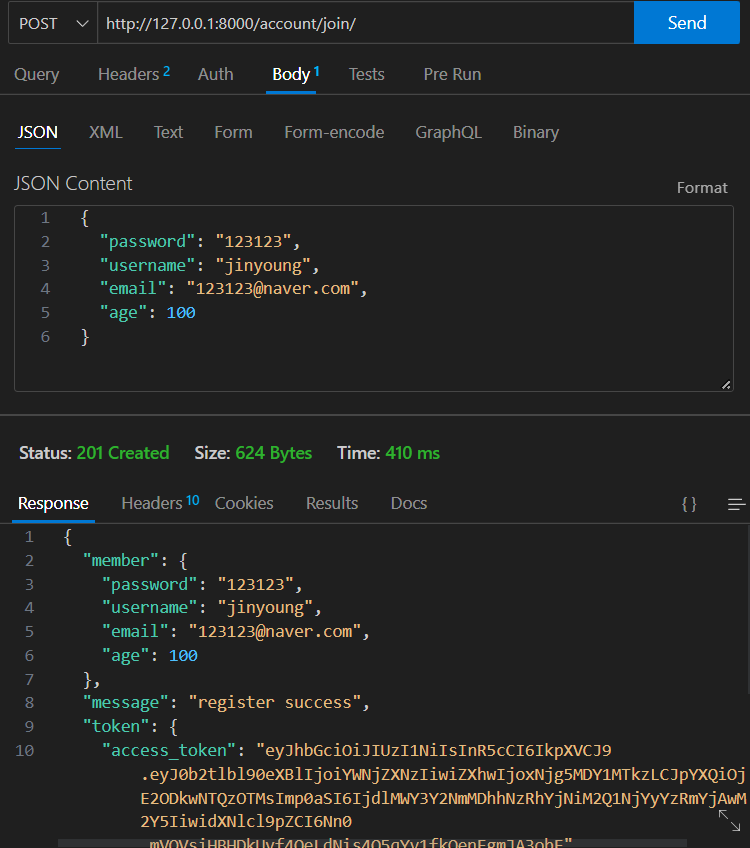 POST http://127.0.0.1:8000/account/join/ Send
Query Headers 2 Auth Body 1 Tests Pre Run
JSON XML Text Form Form-encode GraphQL Binary
JSON Content
Format
1 {
2 "password": "123123",
3 "username": "jinyoung",
4 "email": "123123@naver.com",
5 "age": 100
6 }
Status: 201 Created Size: 624 Bytes Time: 410 ms
Response Headers 10 Cookies Results Docs { }
1 {
2 "member": {
3 "password": "123123",
4 "username": "jinyoung",
5 "email": "123123@naver.com",
6 "age": 100
7 },
8 "message": "register success",
9 "token": {
10 "access_token": "eyJhbGciOiJIUzI1NiIsInR5cCI6IkpXVCJ9
.eyJ0b2tlbl90eXBlIjoiYWNjZXNzIiwiZXhwIjoxNjg5MDY1MTkzLCJpYXQiOj
E2ODkwNTQzOTMsImp0aSI6IjdlMWY3Y2NmMDhhNzRhYjNiM2Q1NjYyYzRmYjAwM
2Y5IiwidXNlcl9pZCI6Nn0